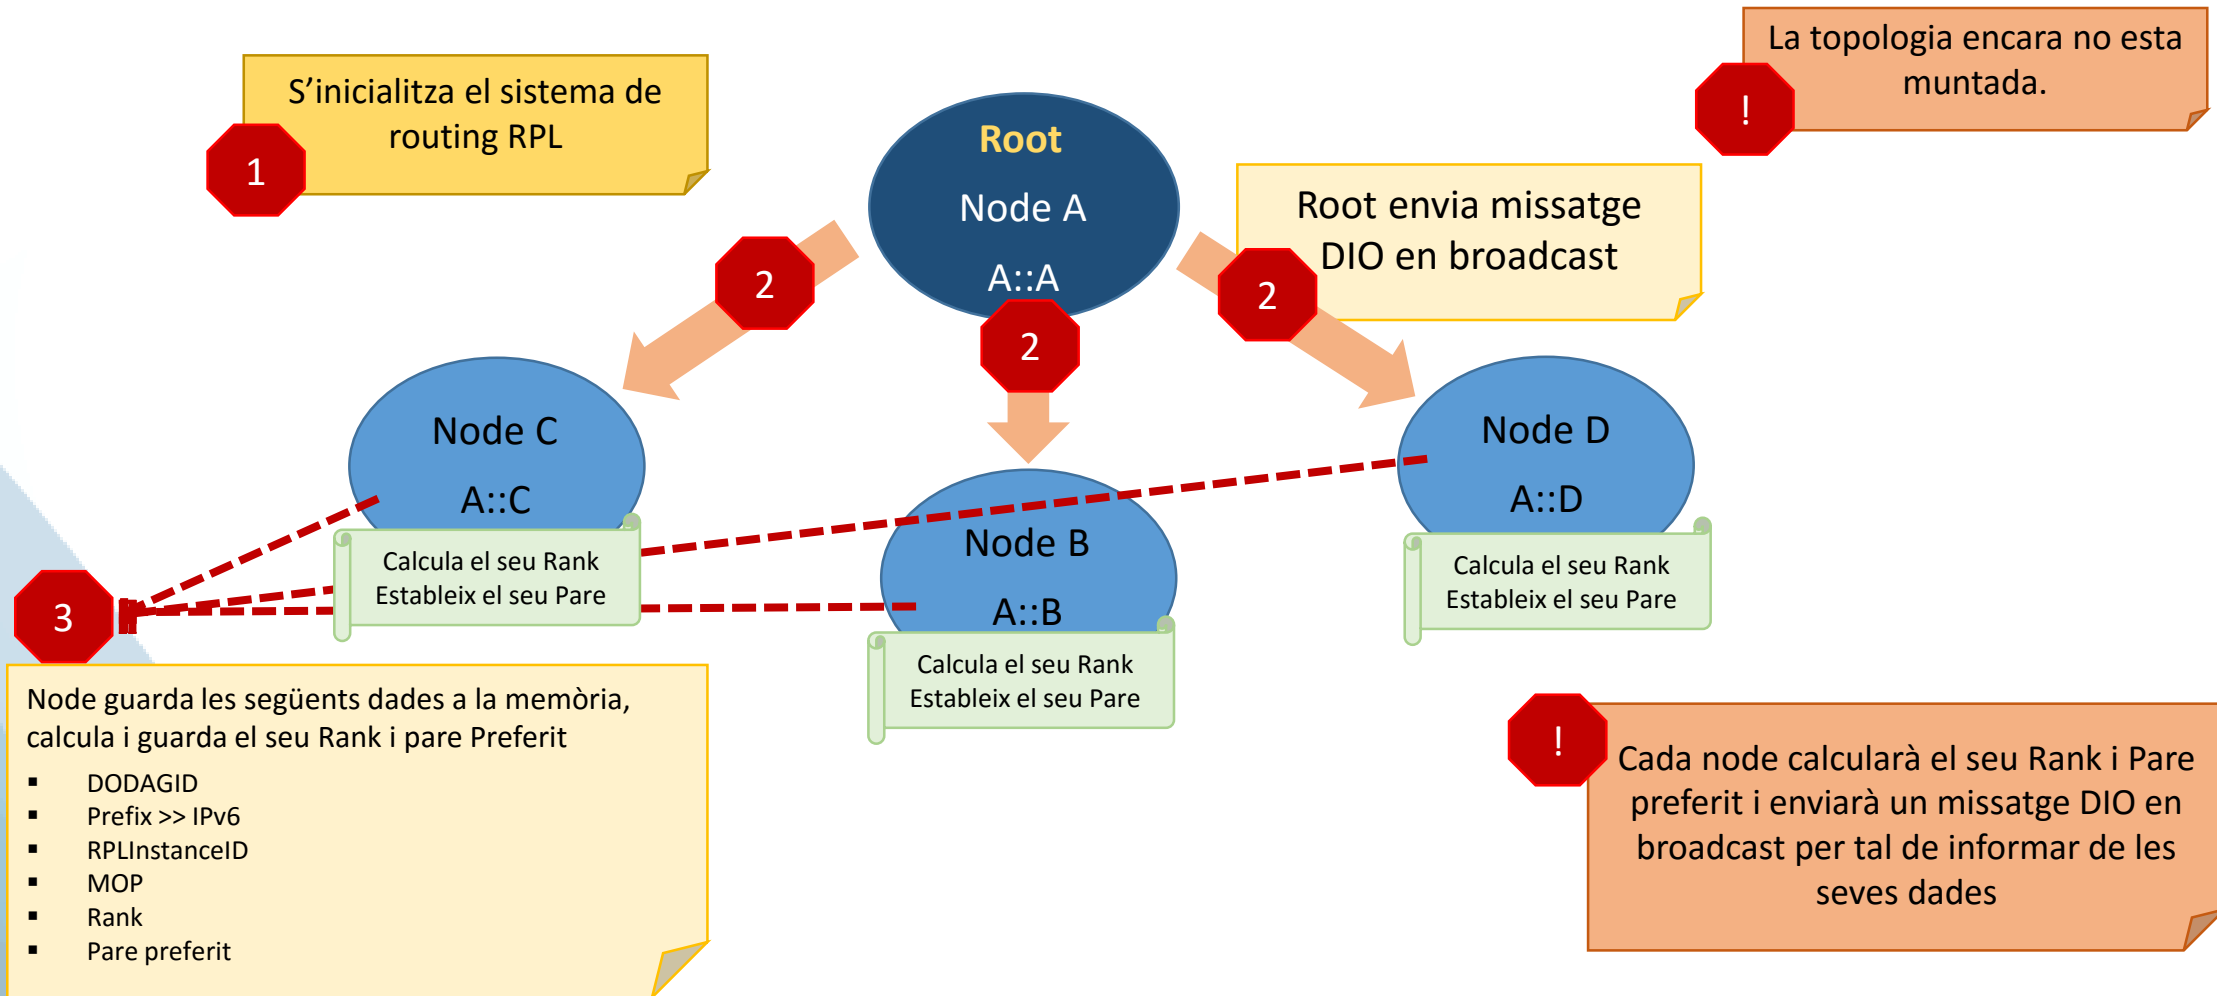 S'inicialitza el sistema de
routing RPL
1
La topologia encara no esta
muntada.
!
Root
Node A
A::A
Root envia missatge
DIO en broadcast
2
2
2
Node C
A::C
Calcula el seu Rank
Estableix el seu Pare
Node B
A::B
Calcula el seu Rank
Estableix el seu Pare
Node D
A::D
Calcula el seu Rank
Estableix el seu Pare
3
Node guarda les següents dades a la memòria,
calcula i guarda el seu Rank i pare Preferit
▪ DODAGID
▪ Prefix >> IPv6
▪ RPLInstanceID
▪ MOP
▪ Rank
▪ Pare preferit
!
Cada node calcularà el seu Rank i Pare
preferit i enviarà un missatge DIO en
broadcast per tal de informar de les
seves dades